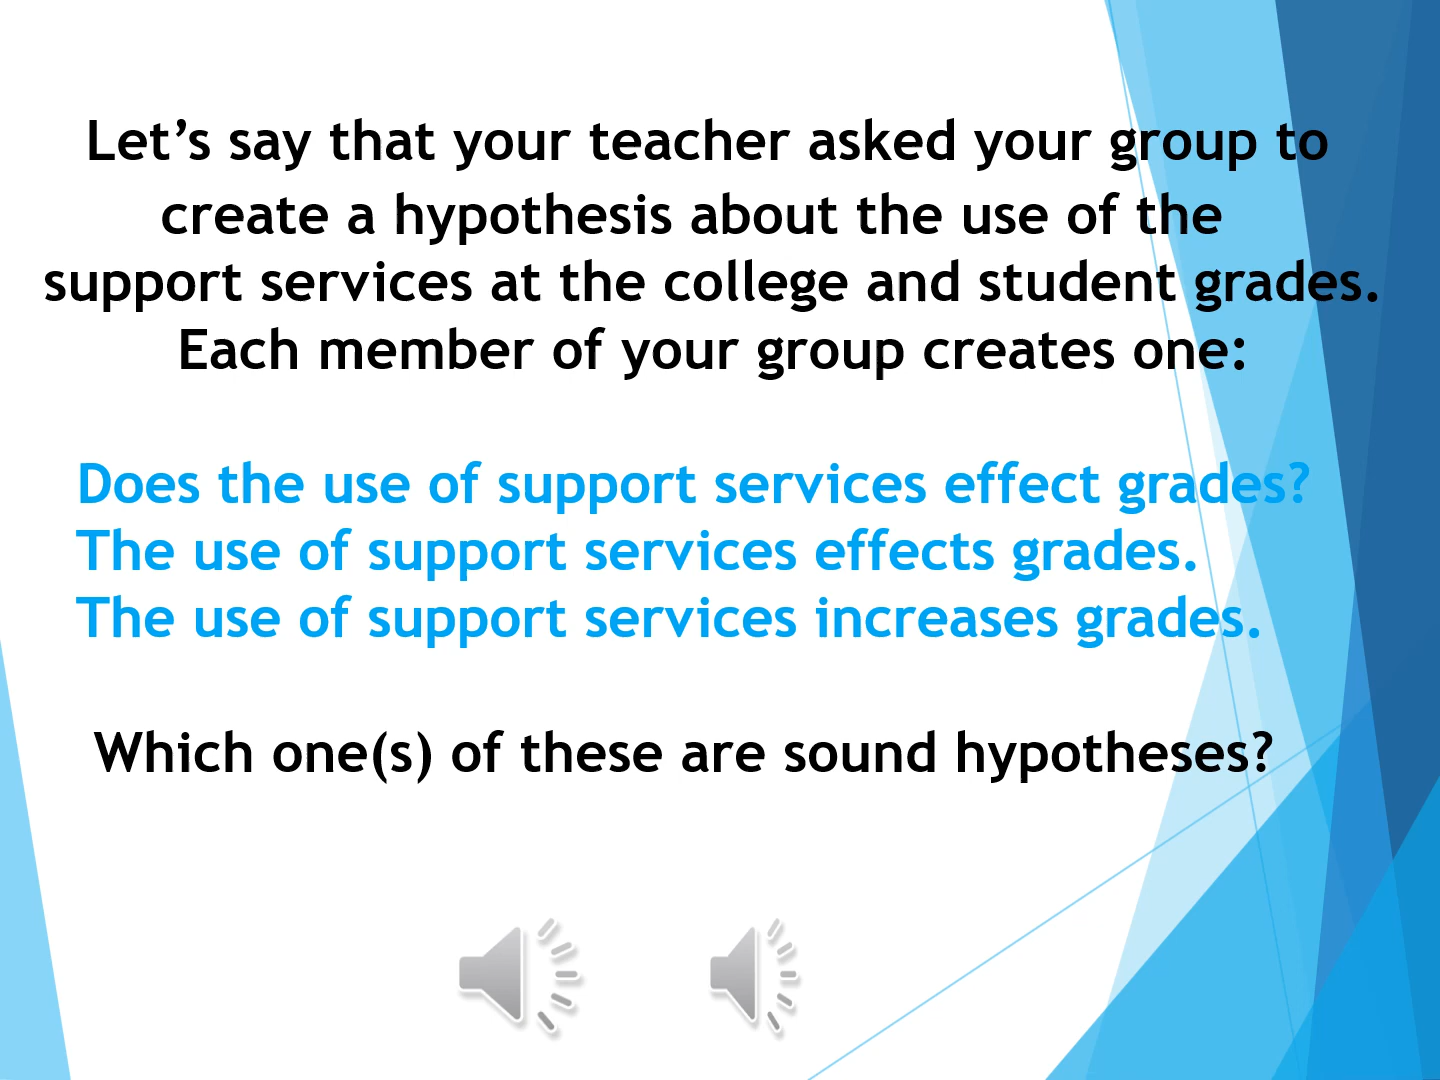 Let’s say that your teacher asked your group to
create a hypothesis about the use of the
support services at the college and student grades.
Each member of your group creates one:
Does the use of support services effect grades?
The use of support services effects grades.
The use of support services increases grades.
Which one(s) of these are sound hypotheses?